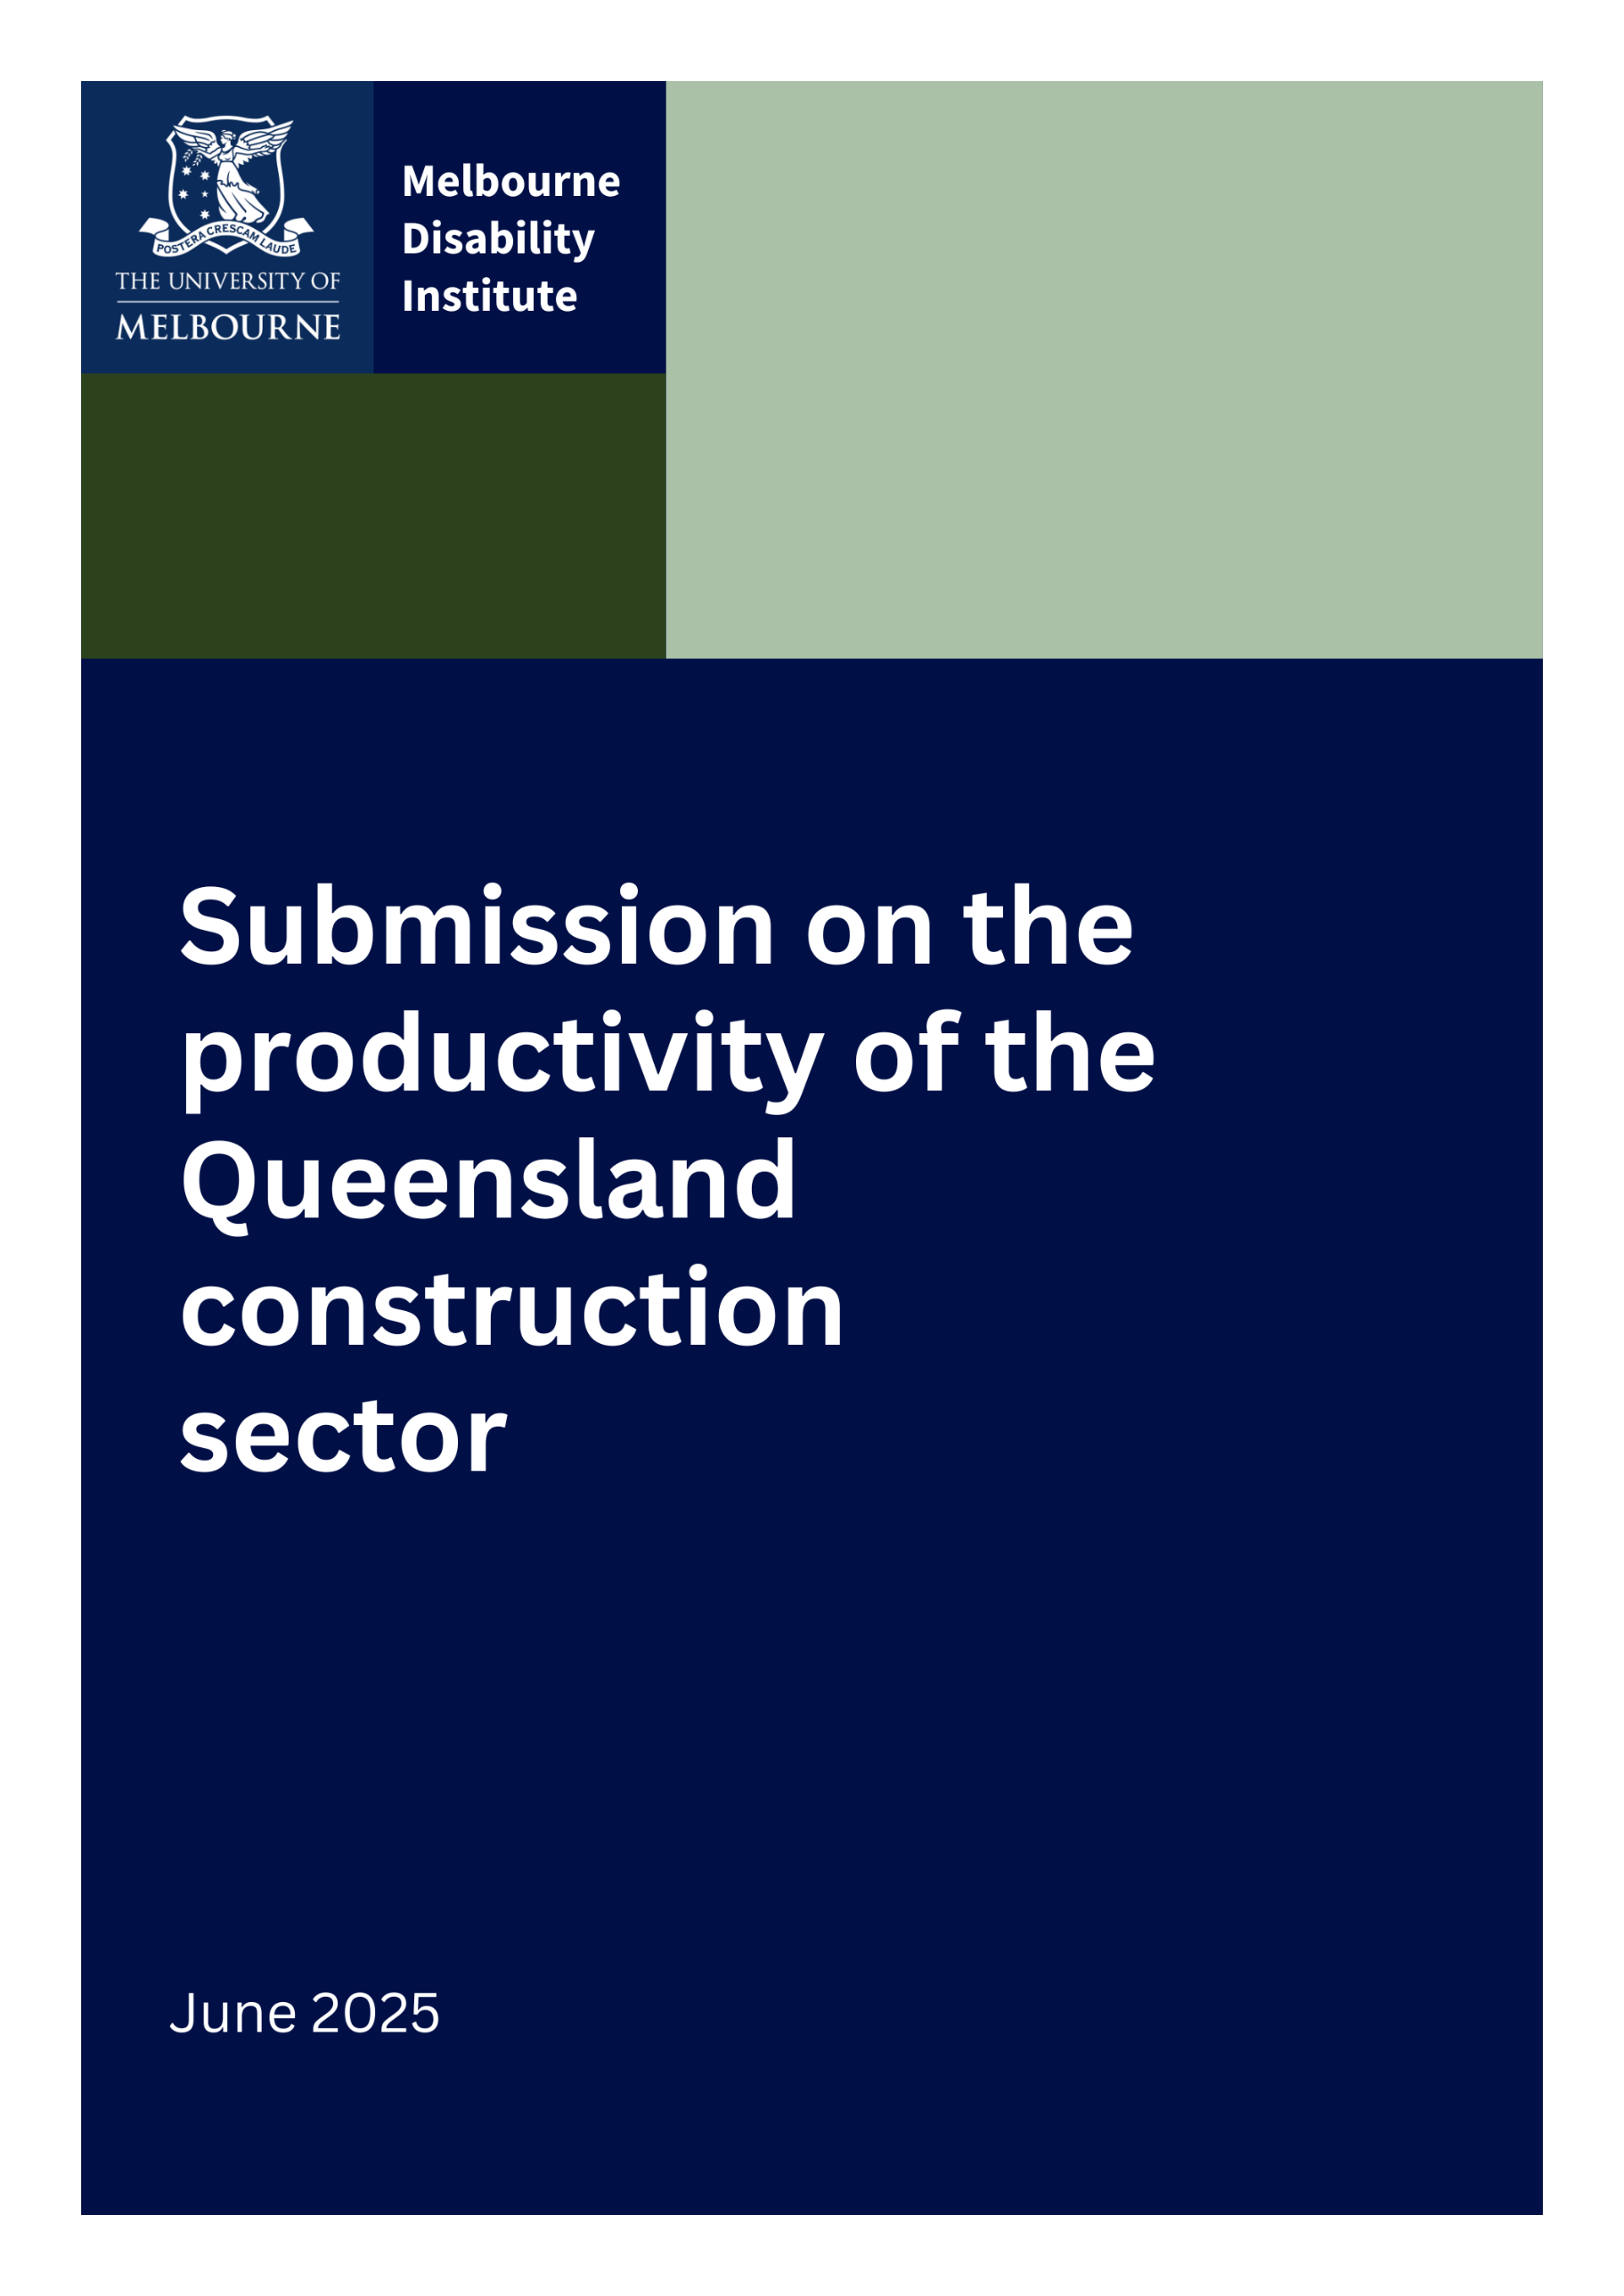 POSTERA CRESCAM LAUDE
THE UNIVERSITY OF
MELBOURNE
Melbourne
Disability
Institute
Submission on the
productivity of the
Queensland
construction
sector
June 2025